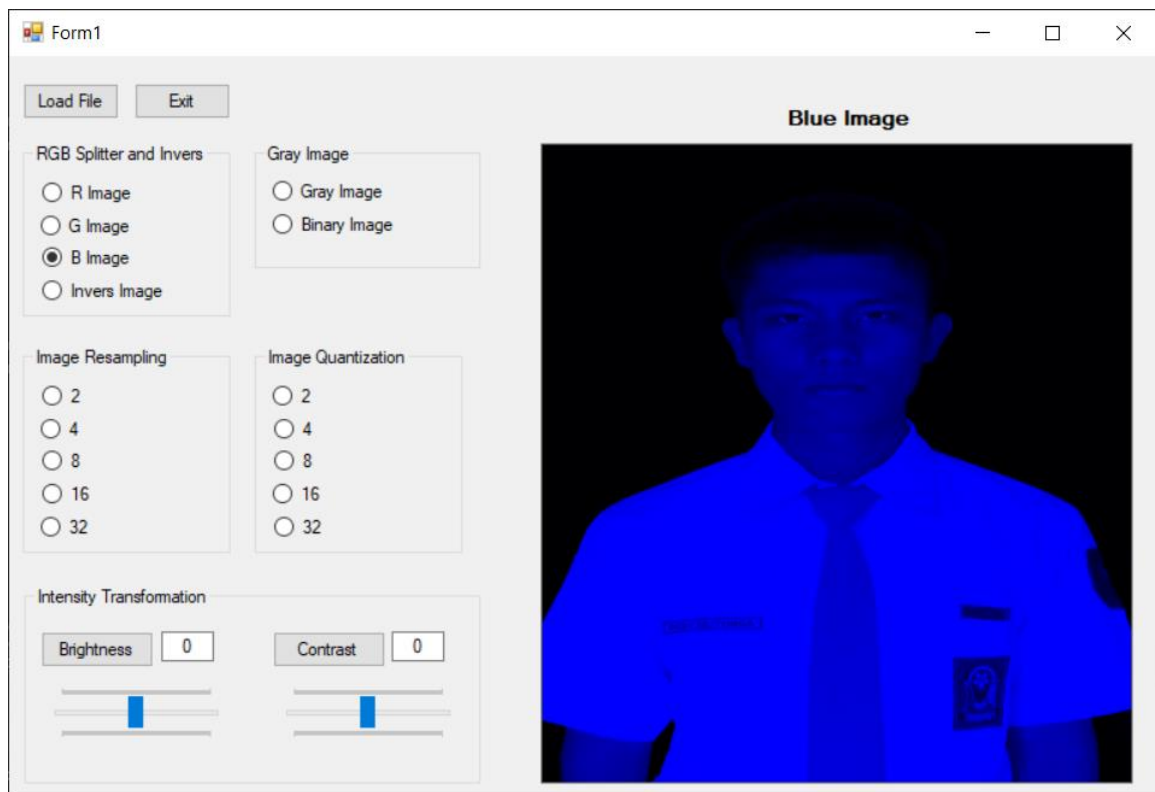 Form1
Load File
Exit
Blue Image
RGB Splitter and Invers
R Image
G Image
B Image
Invers Image
Gray Image
Gray Image
Binary Image
Image Resampling
2
4
8
16
32
Image Quantization
2
4
8
16
32
Intensity Transformation
Brightness
0
Contrast
0